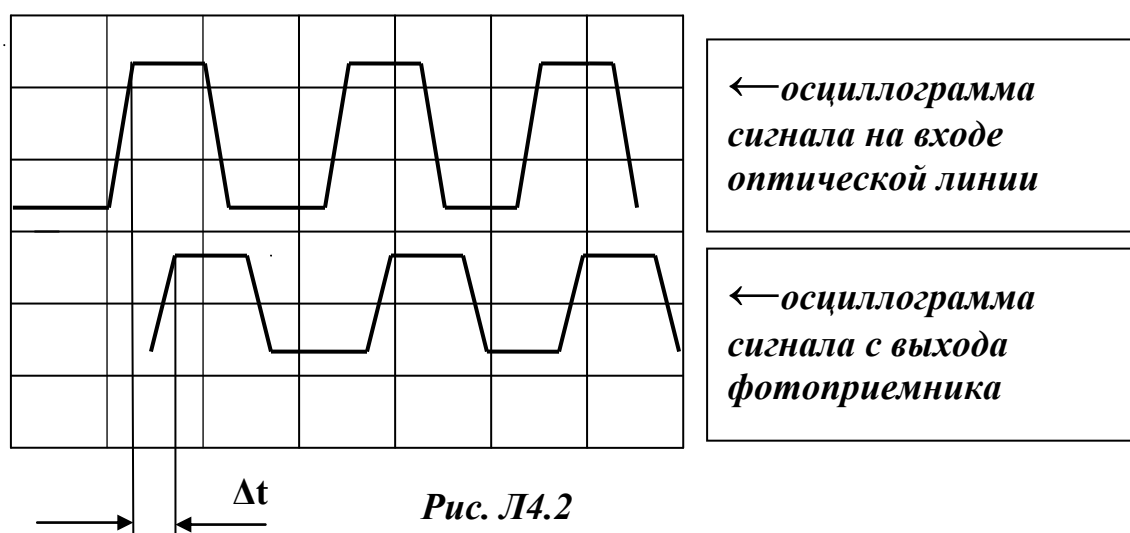 ←осциллограмма
сигнала на входе
оптической линии
←осциллограмма
сигнала с выхода
фотоприемника
Δt
Рис. Л4.2